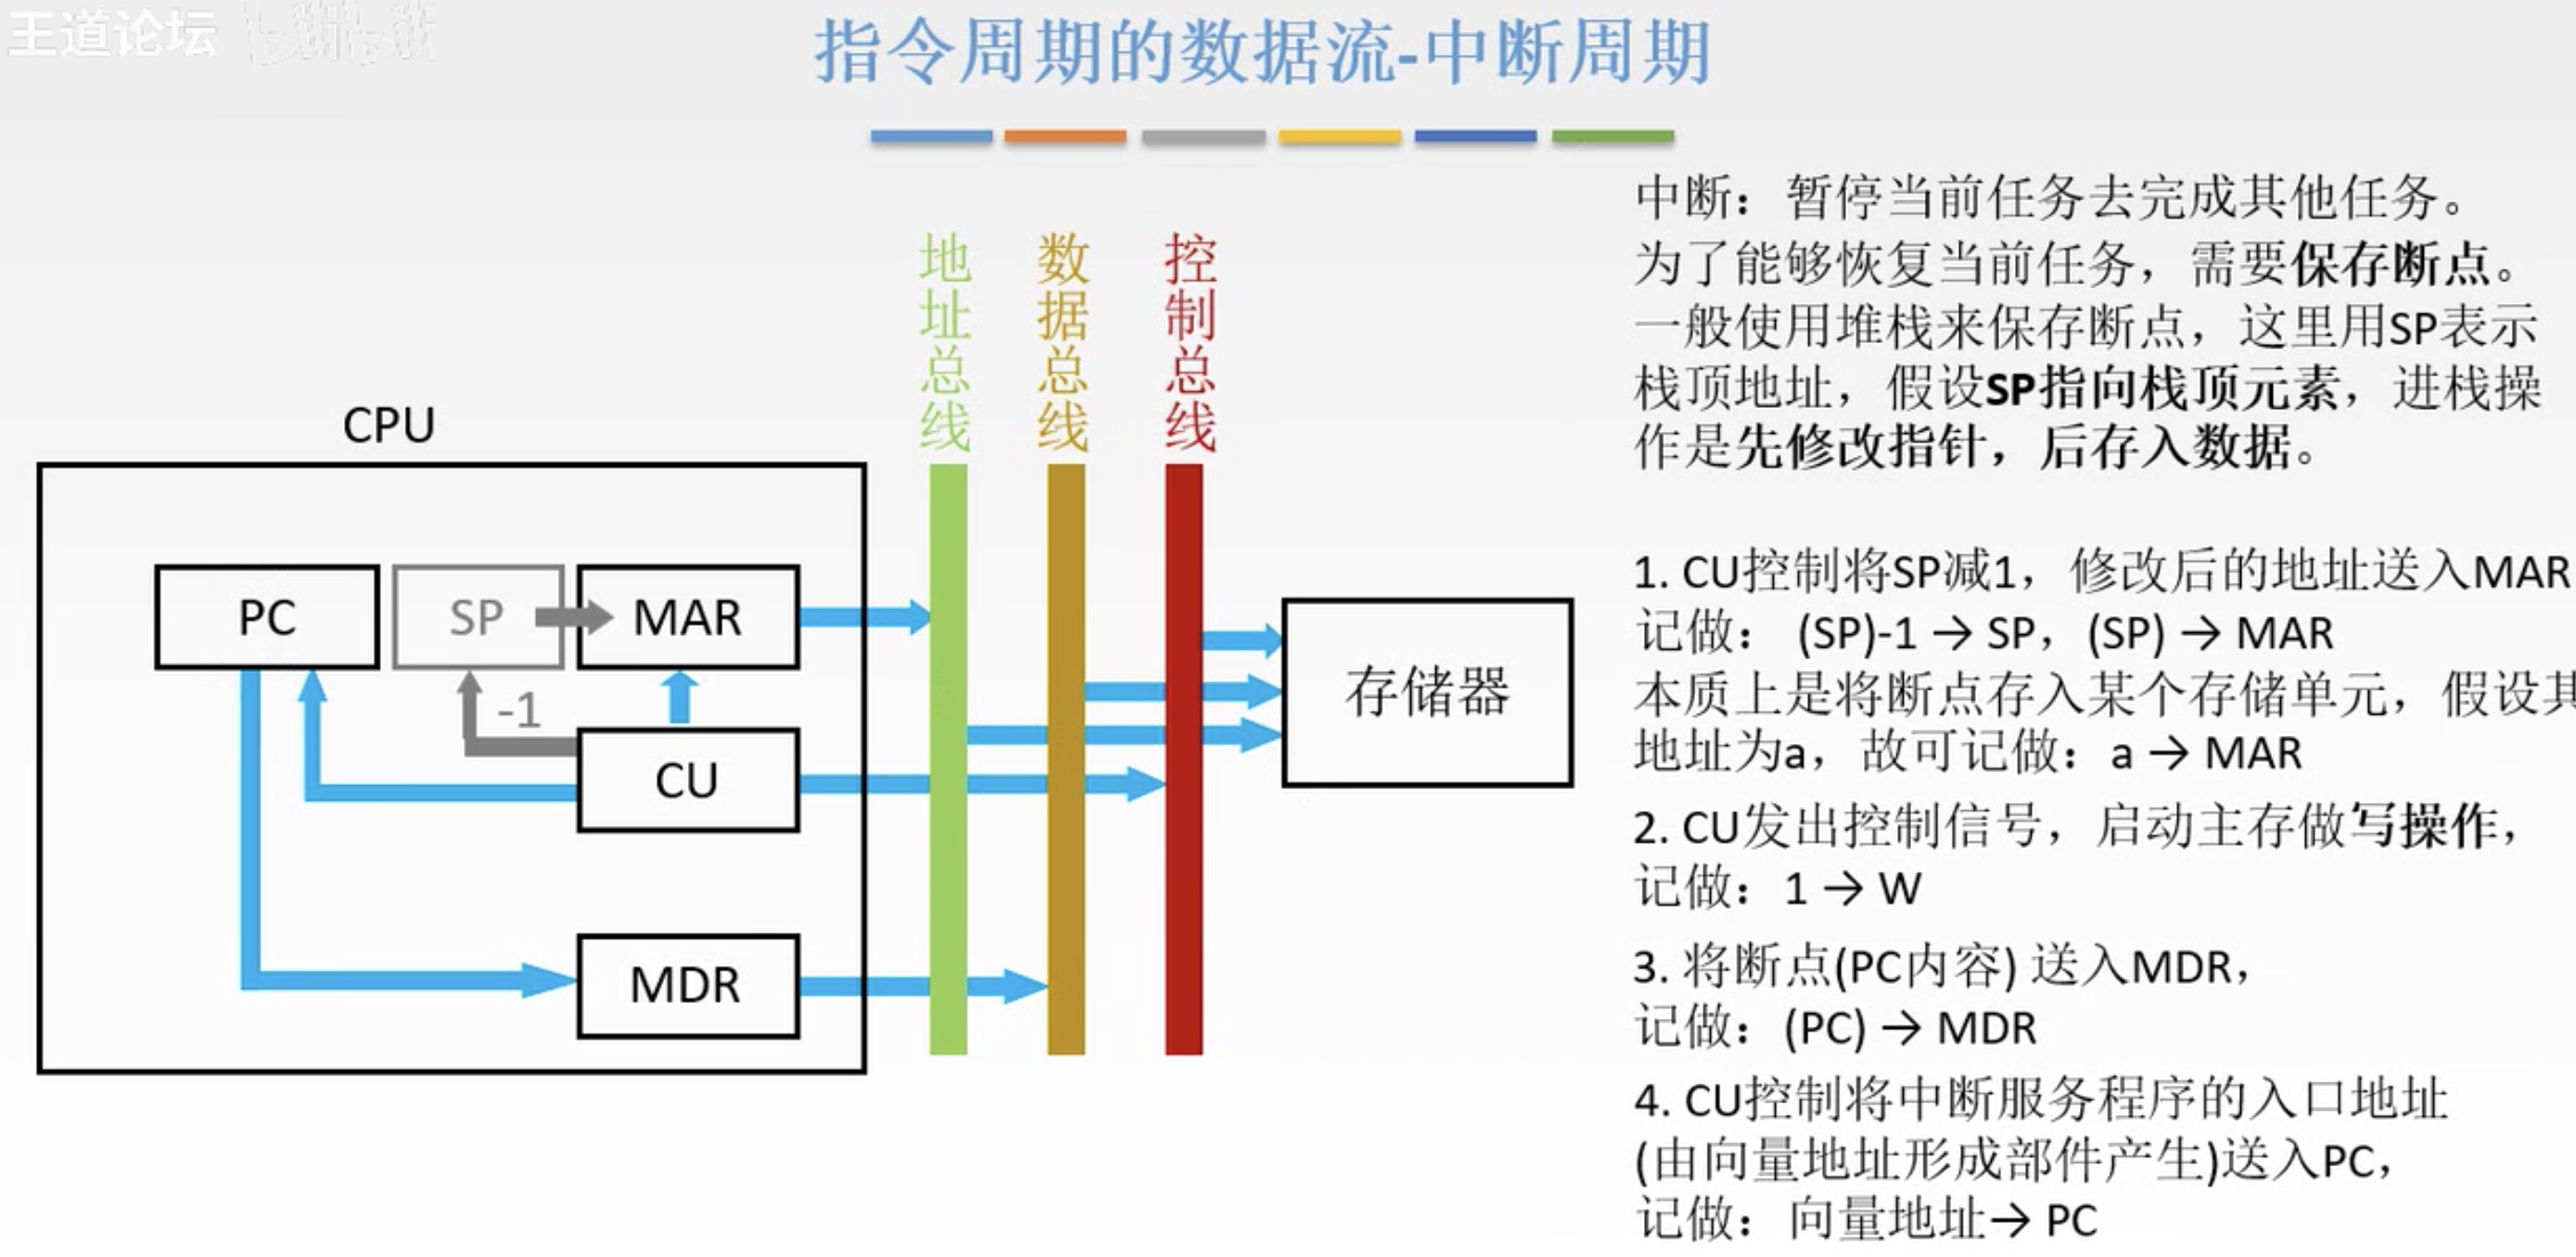 王道论坛 bilibili
指令周期的数据流-中断周期
地址总线
数据总线
控制总线
CPU
PC
SP
MAR
-1
CU
MDR
存储器
中断：暂停当前任务去完成其他任务。
为了能够恢复当前任务，需要保存断点。
一般使用堆栈来保存断点，这里用SP表示
栈顶地址，假设SP指向栈顶元素，进栈操
作是先修改指针，后存入数据。
1. CU控制将SP减1，修改后的地址送入MAR
记做： (SP)-1 → SP，(SP) → MAR
本质上是将断点存入某个存储单元，假设其
地址为a，故可记做：a → MAR
2. CU发出控制信号，启动主存做写操作，
记做：1 → W
3. 将断点(PC内容) 送入MDR，
记做：(PC) → MDR
4. CU控制将中断服务程序的入口地址
(由向量地址形成部件产生)送入PC，
记做：向量地址→ PC